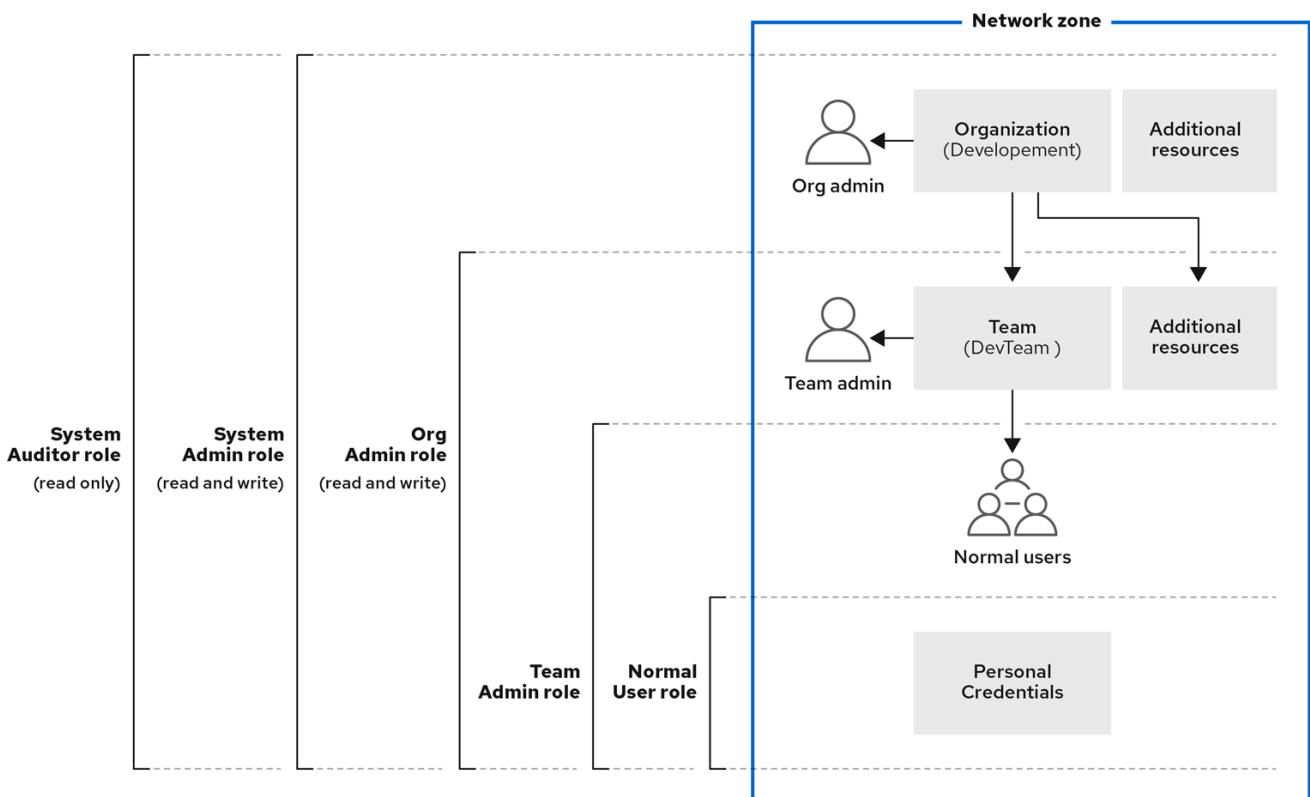 Network zone
Organization
(Developement)
Additional
resources
Org admin
Team
(DevTeam )
Additional
resources
Team admin
System
Auditor role
(read only)
System
Admin role
(read and write)
Org
Admin role
(read and write)
Normal users
Team
Admin role
Normal
User role
Personal
Credentials